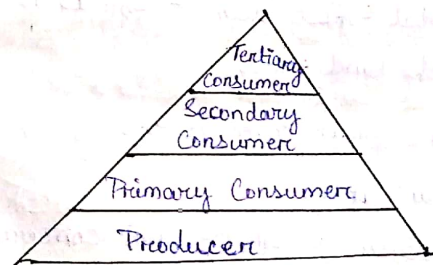 Tertiary
Consumer
Secondary
Consumer
Primary Consumer,
Producer